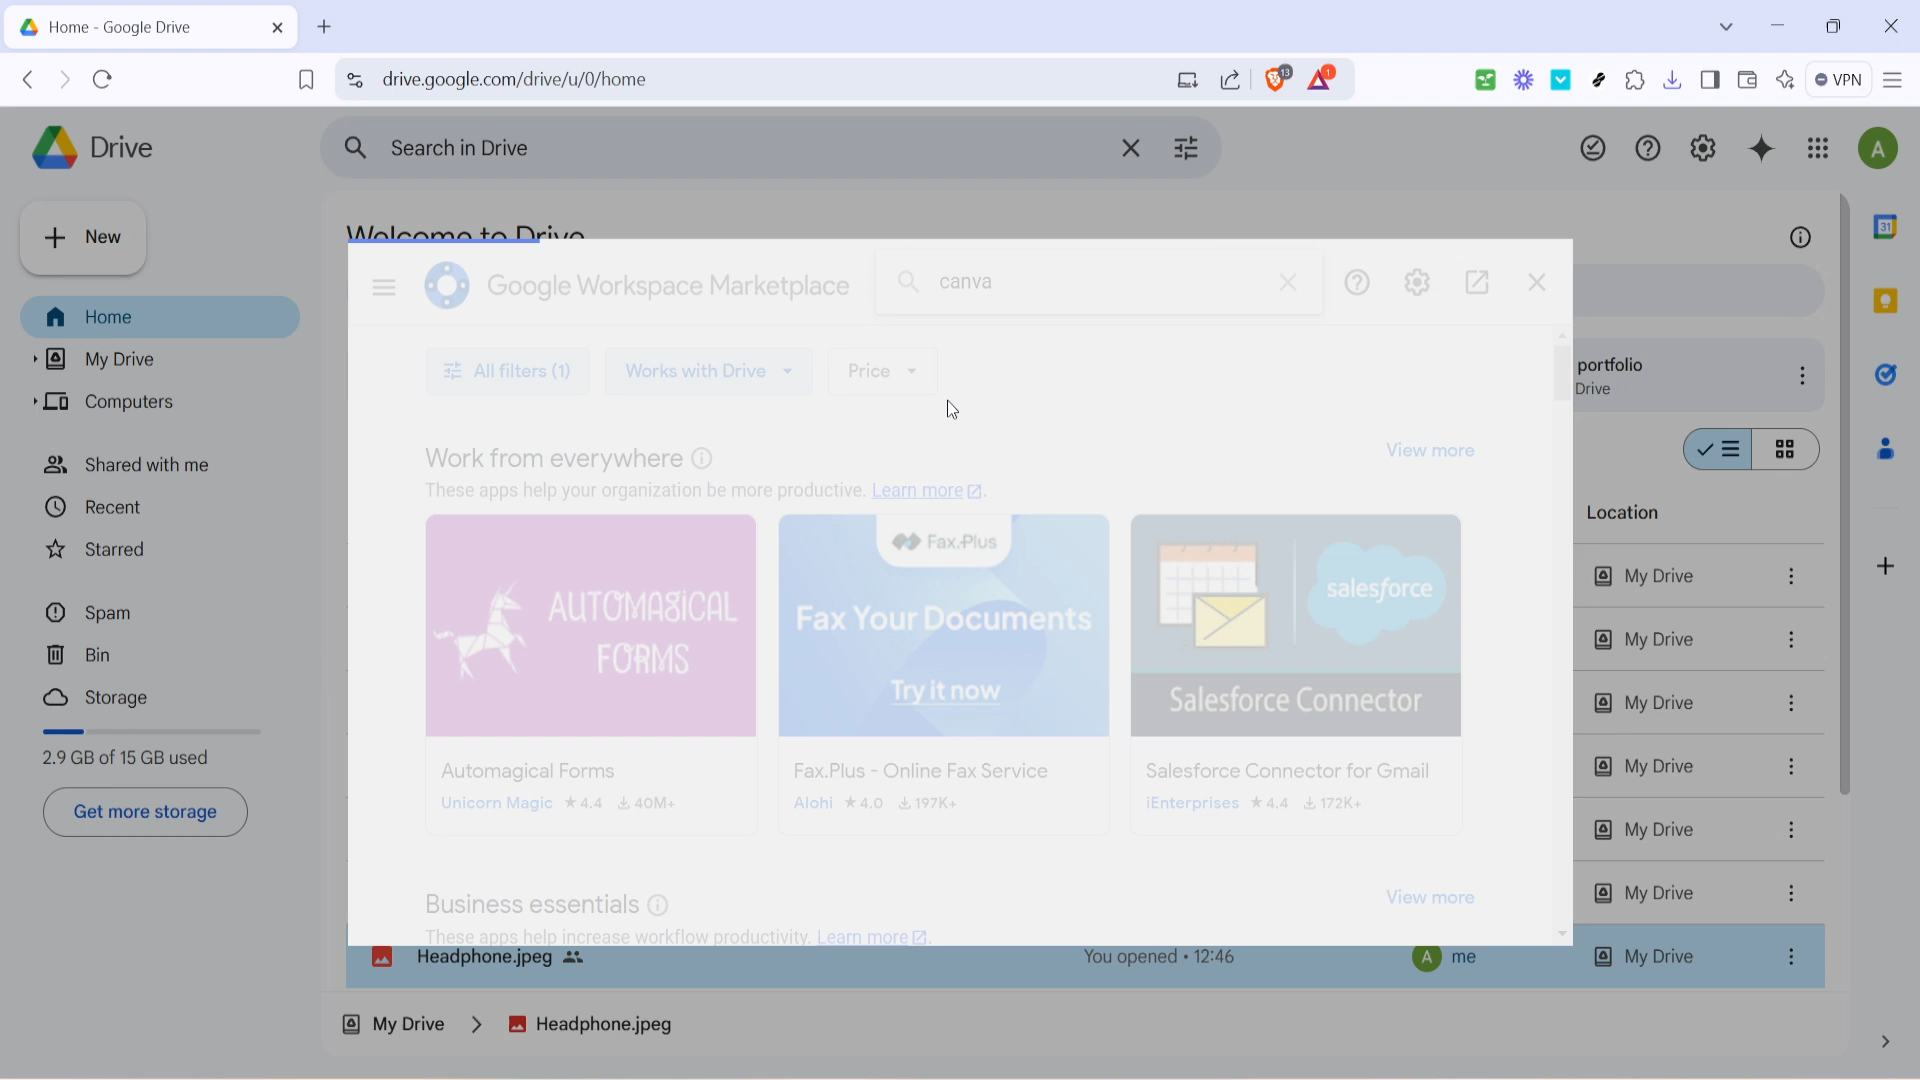 Home - Google Drive
drive.google.com/drive/u/0/home
13
1
VPN
Drive
Search in Drive
A
New
Welcome to Drive
31
Home
My Drive
Computers
Shared with me
Recent
Starred
Spam
Bin
Storage
2.9 GB of 15 GB used
Get more storage
Google Workspace Marketplace
canva
All filters (1)
Works with Drive
Price
Work from everywhere
View more
These apps help your organization be more productive. Learn more.
AUTOMAGICAL
FORMS
Fax.Plus
Fax Your Documents
Try it now
salesforce
Salesforce Connector
Automagical Forms
Unicorn Magic ★4.4 40M+
Fax.Plus - Online Fax Service
Alohi ★4.0 197K+
Salesforce Connector for Gmail
iEnterprises ★4.4 172K+
Business essentials
View more
These apps help increase workflow productivity. Learn more.
portfolio
Drive
Location
My Drive
My Drive
My Drive
My Drive
My Drive
My Drive
Headphone.jpeg
You opened • 12:46
A me
My Drive
My Drive > Headphone.jpeg